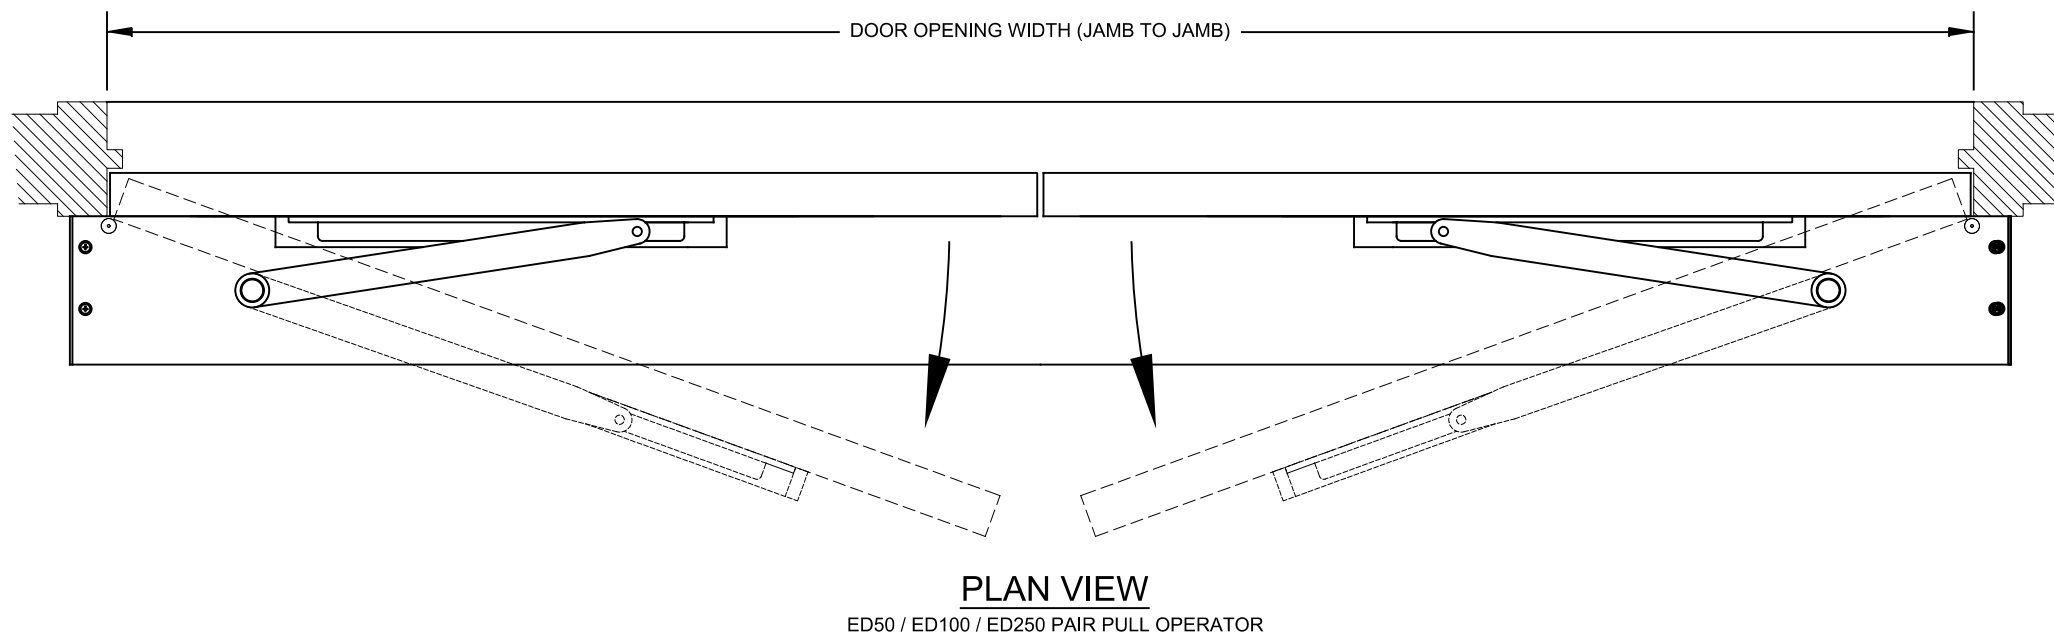 DOOR OPENING WIDTH (JAMB TO JAMB)
PLAN VIEW
ED50 / ED100 / ED250 PAIR PULL OPERATOR